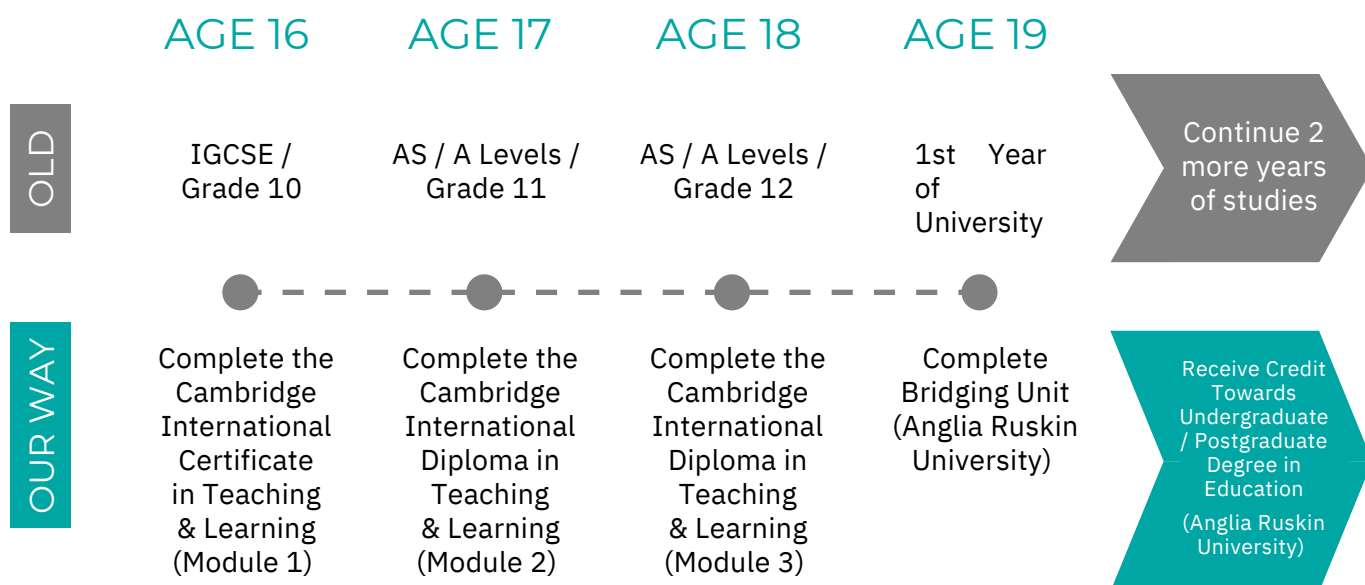 AGE 16
AGE 17
AGE 18
AGE 19
OLD
IGCSE /
Grade 10
AS / A Levels /
Grade 11
AS / A Levels /
Grade 12
1st Year
of
University
Continue 2
more years
of studies
OUR WAY
Complete the
Cambridge
International
Certificate
in Teaching
& Learning
(Module 1)
Complete the
Cambridge
International
Diploma in
Teaching
& Learning
(Module 2)
Complete the
Cambridge
International
Diploma in
Teaching
& Learning
(Module 3)
Complete
Bridging Unit
(Anglia Ruskin
University)
Receive Credit
Towards
Undergraduate
/ Postgraduate
Degree in
Education
(Anglia Ruskin
University)